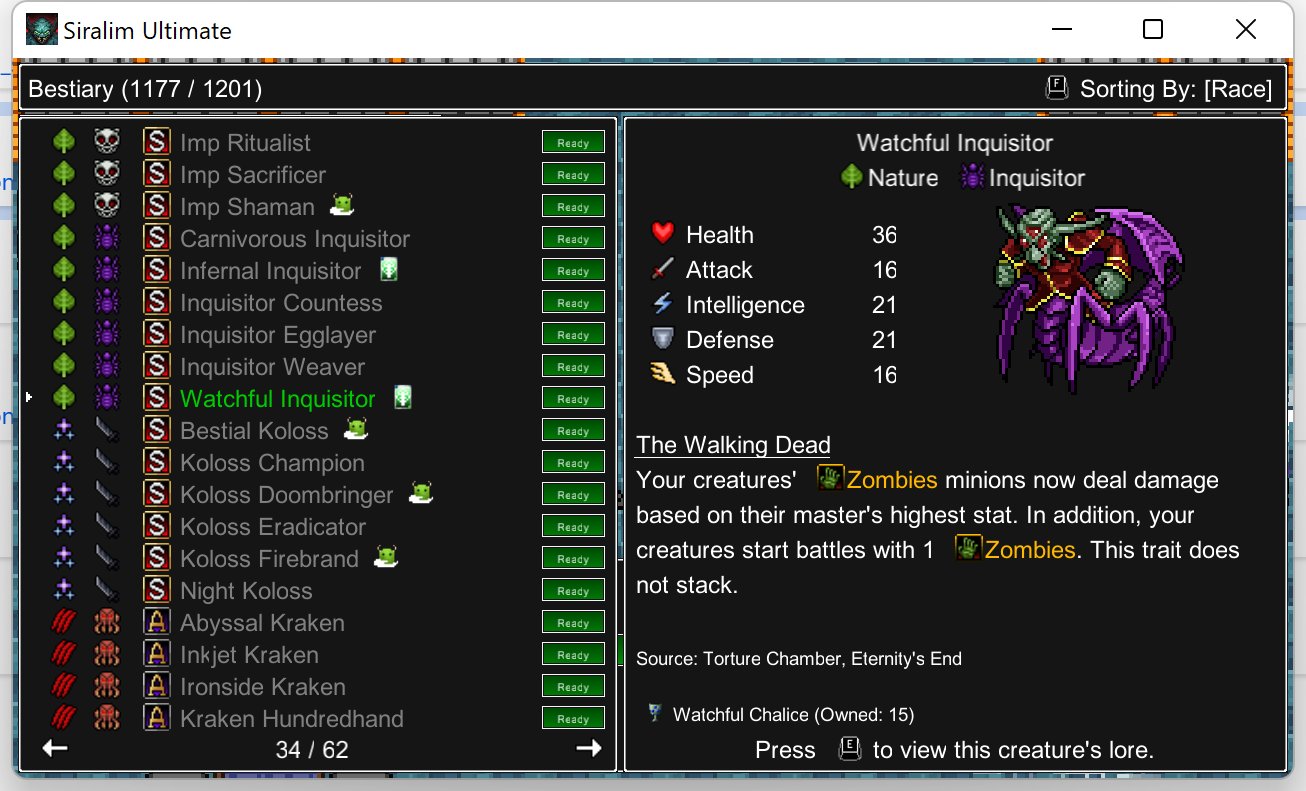 Siralim Ultimate
Bestiary (1177 / 1201)
F Sorting By: [Race]
S Imp Ritualist Ready
S Imp Sacrificer Ready
S Imp Shaman Ready
S Carnivorous Inquisitor Ready
S Infernal Inquisitor Ready
S Inquisitor Countess Ready
S Inquisitor Egglayer Ready
S Inquisitor Weaver Ready
S Watchful Inquisitor Ready
S Bestial Koloss Ready
S Koloss Champion Ready
S Koloss Doombringer Ready
S Koloss Eradicator Ready
S Koloss Firebrand Ready
S Night Koloss Ready
A Abyssal Kraken Ready
A Inkjet Kraken Ready
A Ironside Kraken Ready
A Kraken Hundredhand Ready
34 / 62
Watchful Inquisitor
Nature Inquisitor
Health 36
Attack 16
Intelligence 21
Defense 21
Speed 16
The Walking Dead
Your creatures' Zombies minions now deal damage
based on their master's highest stat. In addition, your
creatures start battles with 1 Zombies. This trait does
not stack.
Source: Torture Chamber, Eternity's End
Watchful Chalice (Owned: 15)
Press E to view this creature's lore.